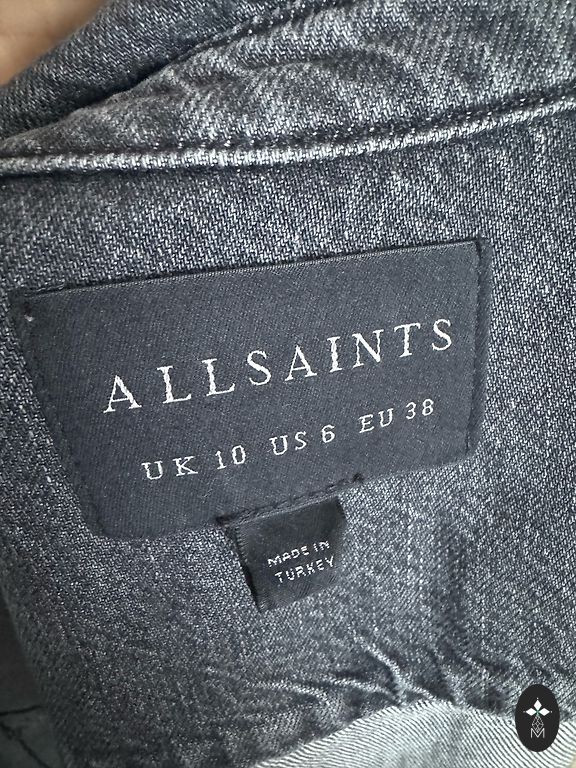 ALLSAINTS
UK 10 US 6 EU 38
MADE IN
TURKEY
M